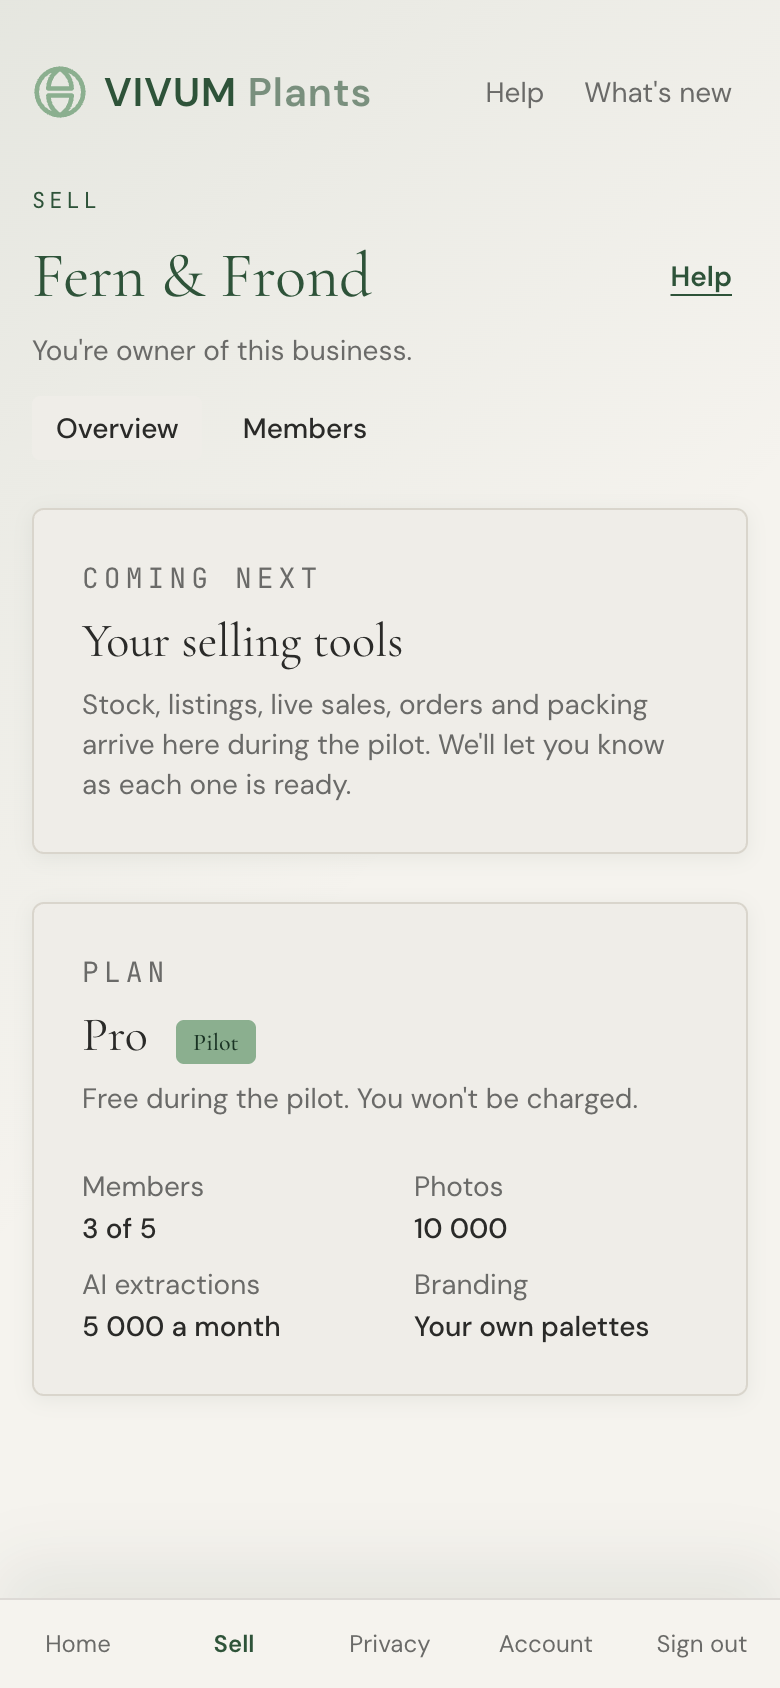 VIVUM Plants
Help
What's new
SELL
Fern & Frond
Help
You're owner of this business.
Overview
Members
COMING NEXT
Your selling tools
Stock, listings, live sales, orders and packing
arrive here during the pilot. We'll let you know
as each one is ready.
PLAN
Pro
Pilot
Free during the pilot. You won't be charged.
Members
3 of 5
Photos
10 000
AI extractions
5 000 a month
Branding
Your own palettes
Home
Sell
Privacy
Account
Sign out